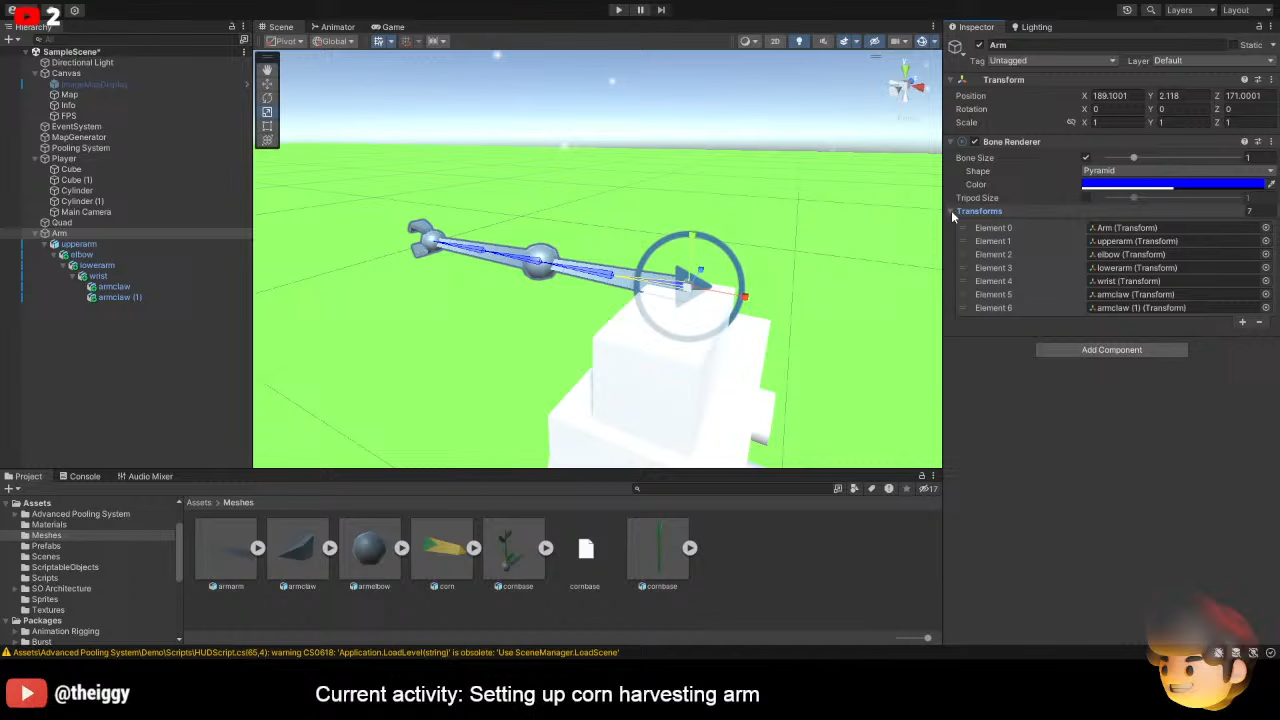 2
Layers
Layout
Hierarchy
Scene
Animator
Game
Inspector
Lighting
All
Pivot
Global
2D
SampleScene*
Directional Light
Canvas
ImageMapDisplay
Map
Info
FPS
EventSystem
MapGenerator
Pooling System
Player
Cube
Cube (1)
Cylinder
Cylinder (1)
Main Camera
Quad
Arm
upperarm
elbow
lowerarm
wrist
armclaw
armclaw (1)
Arm
Static
Tag Untagged Layer Default
Transform
Position X 189.1001 Y 2.118 Z 171.0001
Rotation X 0 Y 0 Z 0
Scale X 1 Y 1 Z 1
Bone Renderer
Bone Size 1
Shape Pyramid
Color
Tripod Size 1
Transforms 7
Element 0 Arm (Transform)
Element 1 upperarm (Transform)
Element 2 elbow (Transform)
Element 3 lowerarm (Transform)
Element 4 wrist (Transform)
Element 5 armclaw (Transform)
Element 6 armclaw (1) (Transform)
Add Component
Project
Console
Audio Mixer
17
Assets
Advanced Pooling System
Materials
Meshes
Prefabs
Scenes
ScriptableObjects
Scripts
SO Architecture
Sprites
Textures
Packages
Animation Rigging
Burst
Assets > Meshes
armarm
armclaw
armelbow
corn
cornbase
cornbase
cornbase
Assets\Advanced Pooling System\Demo\Scripts\HUDScript.cs(65,4): warning CS0618: 'Application.LoadLevel(string)' is obsolete: 'Use SceneManager.LoadScene'
@theiggy
Current activity: Setting up corn harvesting arm